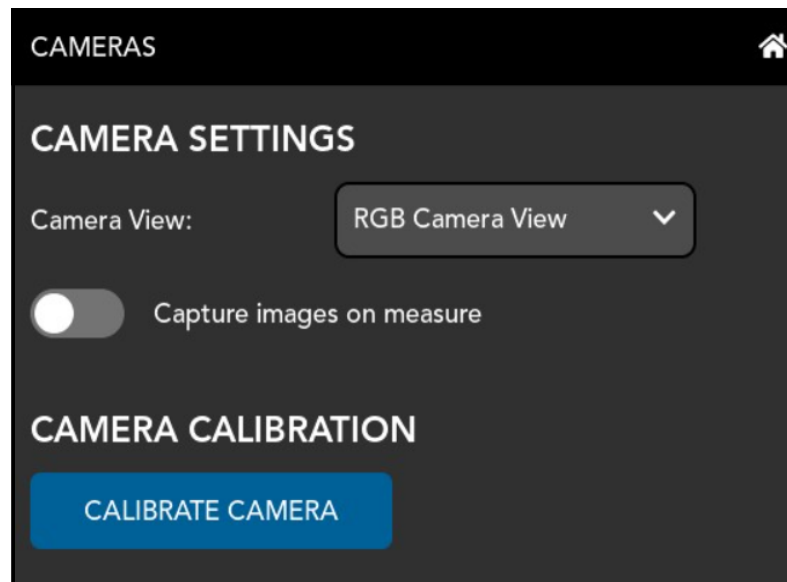 CAMERAS
CAMERA SETTINGS
Camera View: RGB Camera View
Capture images on measure
CAMERA CALIBRATION
CALIBRATE CAMERA